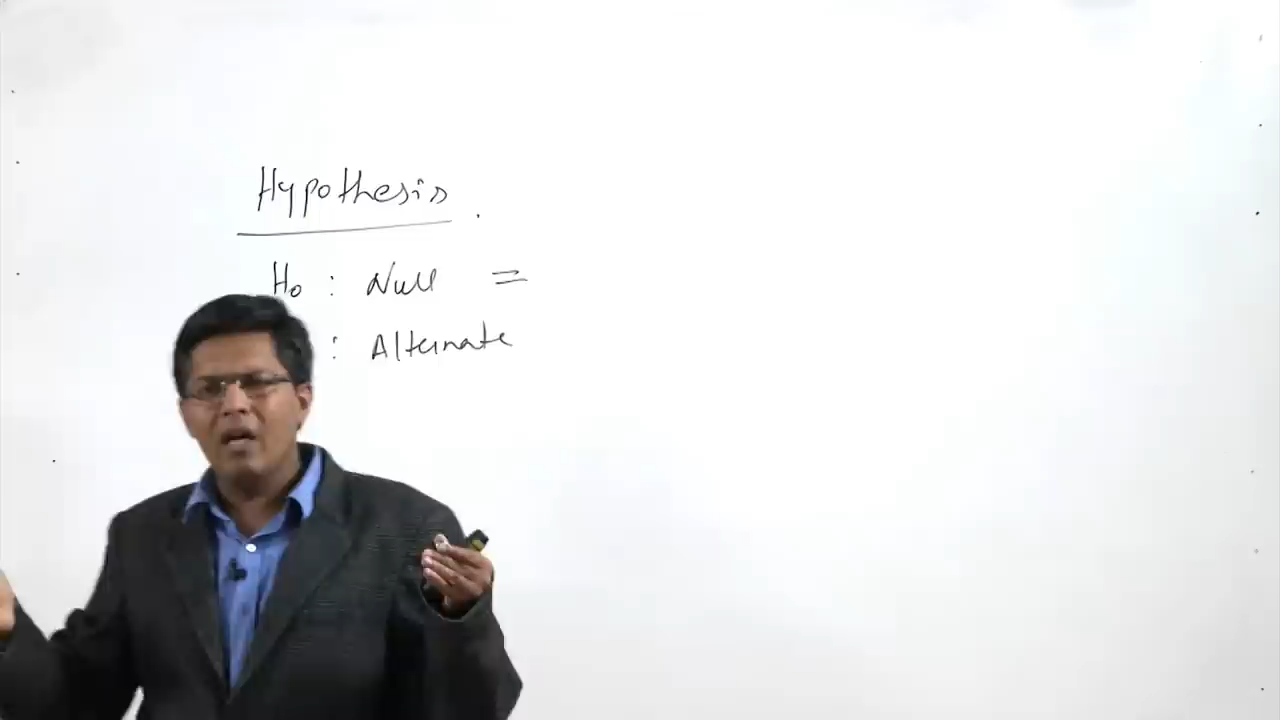 Hypothesis .
H0 : Null =
: Alternate